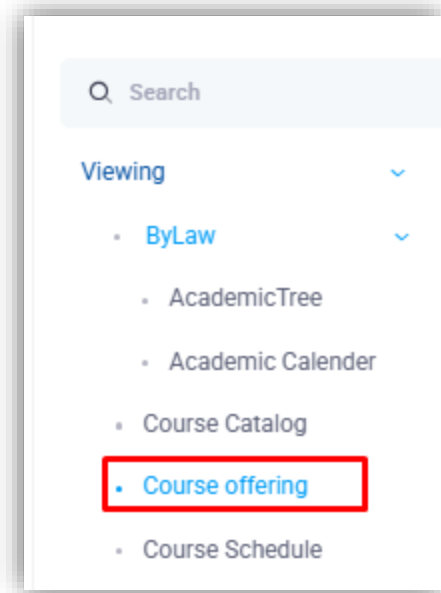 Search
Viewing
ByLaw
AcademicTree
Academic Calender
Course Catalog
Course offering
Course Schedule